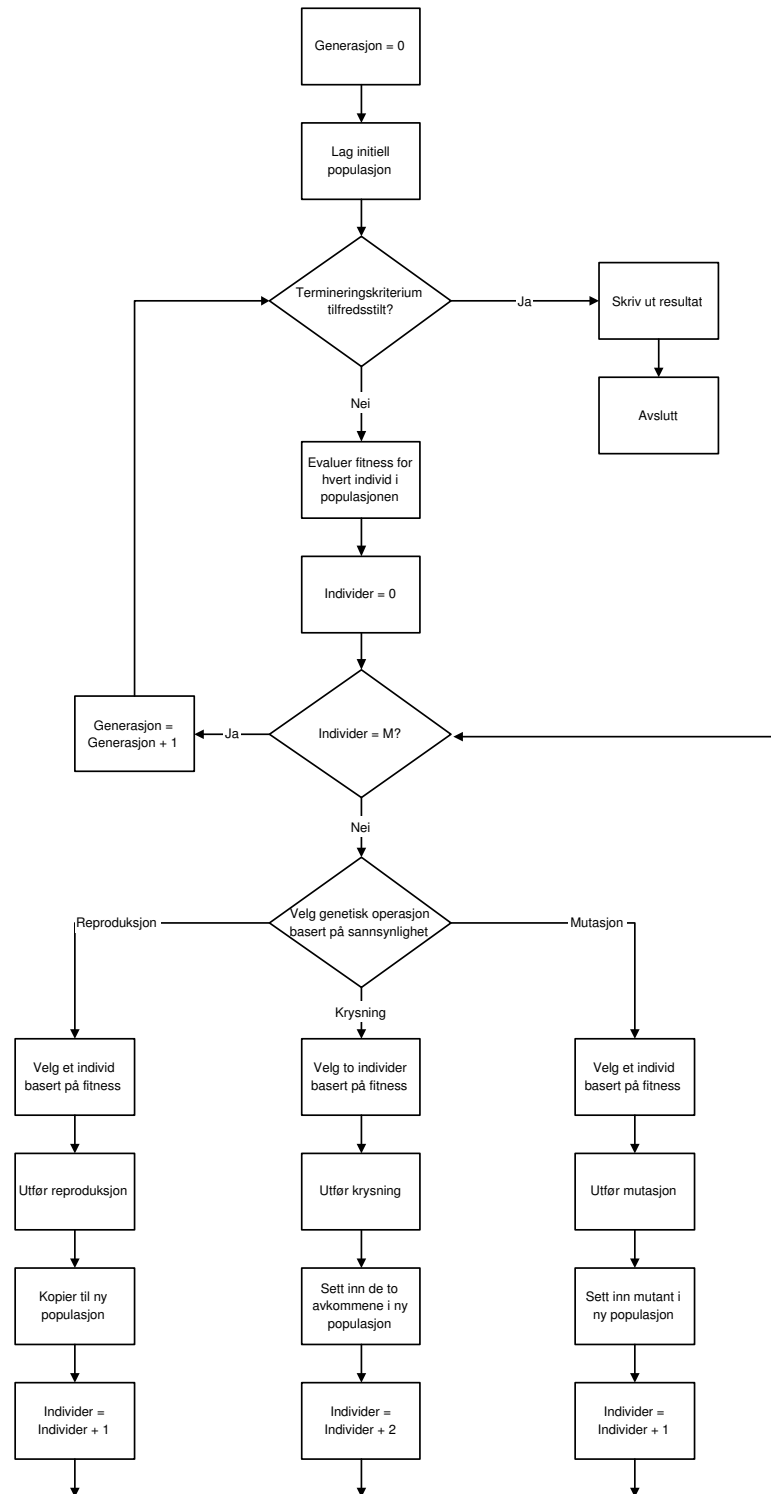 Generasjon = 0
Lag initiell
populasjon
Termineringskriterium
tilfredsstilt?
Ja
Skriv ut resultat
Avslutt
Nei
Evaluer fitness for
hvert individ i
populasjonen
Individer = 0
Generasjon =
Generasjon + 1
Ja
Individer = M?
Nei
Velg genetisk operasjon
basert på sannsynlighet
Reproduksjon
Mutasjon
Krysning
Velg et individ
basert på fitness
Velg to individer
basert på fitness
Velg et individ
basert på fitness
Utfør reproduksjon
Utfør krysning
Utfør mutasjon
Kopier til ny
populasjon
Sett inn de to
avkommene i ny
populasjon
Sett inn mutant i
ny populasjon
Individer =
Individer + 1
Individer =
Individer + 2
Individer =
Individer + 1